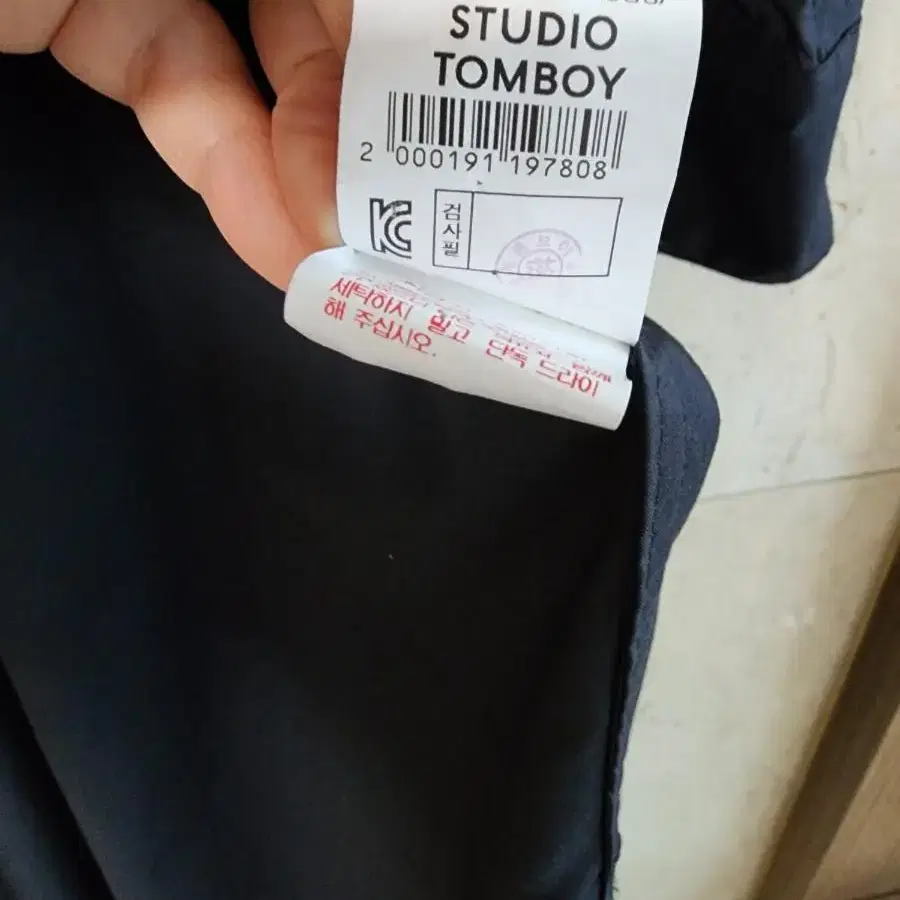 STUDIO
TOMBOY
2 000191 197808
검사필
세탁하지 말고 단독 드라이
해 주십시오.